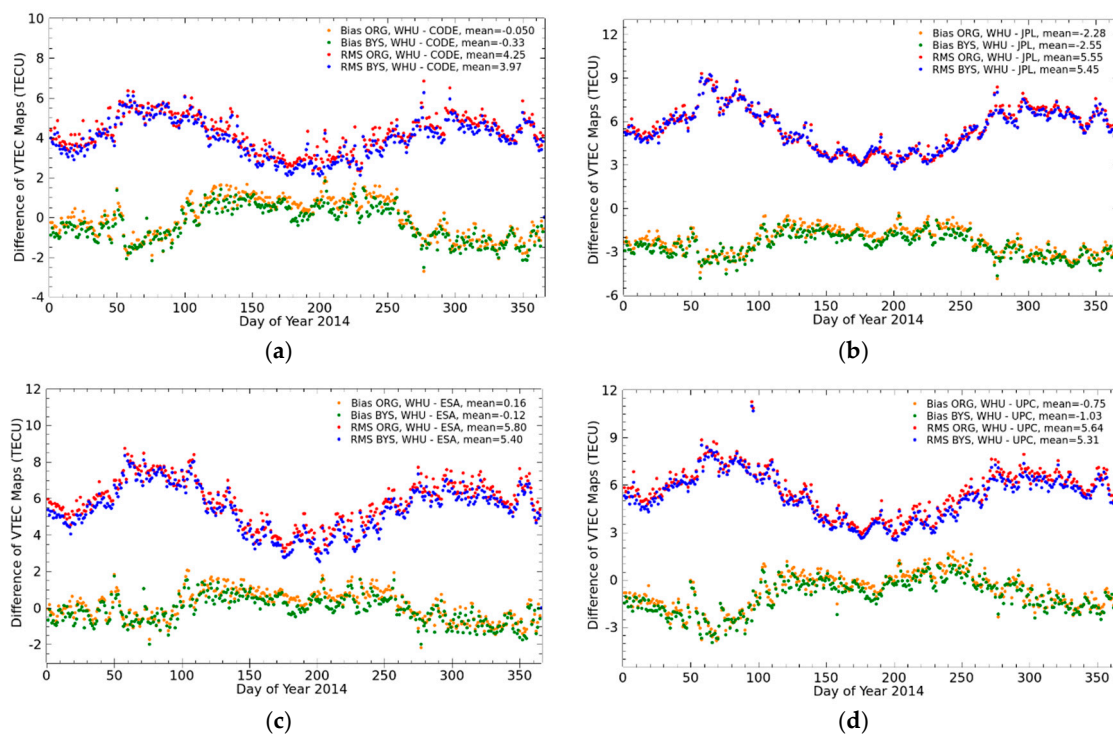 10
8
6
4
2
0
-2
-4
Difference of VTEC Maps (TECU)
Bias ORG, WHU - CODE, mean=-0.050
Bias BYS, WHU - CODE, mean=-0.33
RMS ORG, WHU - CODE, mean=4.25
RMS BYS, WHU - CODE, mean=3.97
0 50 100 150 200 250 300 350
Day of Year 2014
(a)
12
9
6
3
0
-3
-6
Difference of VTEC Maps (TECU)
Bias ORG, WHU - JPL, mean=-2.28
Bias BYS, WHU - JPL, mean=-2.55
RMS ORG, WHU - JPL, mean=5.55
RMS BYS, WHU - JPL, mean=5.45
0 50 100 150 200 250 300 350
Day of Year 2014
(b)
12
10
8
6
4
2
0
-2
Difference of VTEC Maps (TECU)
Bias ORG, WHU - ESA, mean=0.16
Bias BYS, WHU - ESA, mean=-0.12
RMS ORG, WHU - ESA, mean=5.80
RMS BYS, WHU - ESA, mean=5.40
0 50 100 150 200 250 300 350
Day of Year 2014
(c)
12
9
6
3
0
-3
Difference of VTEC Maps (TECU)
Bias ORG, WHU - UPC, mean=-0.75
Bias BYS, WHU - UPC, mean=-1.03
RMS ORG, WHU - UPC, mean=5.64
RMS BYS, WHU - UPC, mean=5.31
0 50 100 150 200 250 300 350
Day of Year 2014
(d)